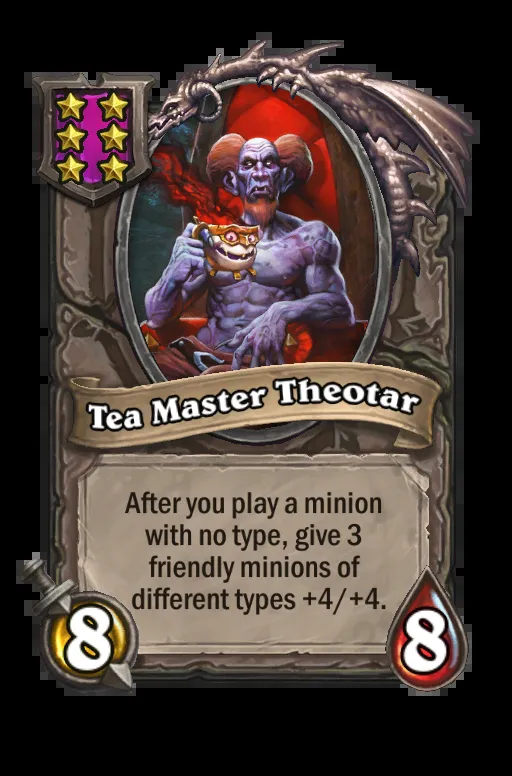 Tea Master Theotar
After you play a minion
with no type, give 3
friendly minions of
different types +4/+4.
8
8